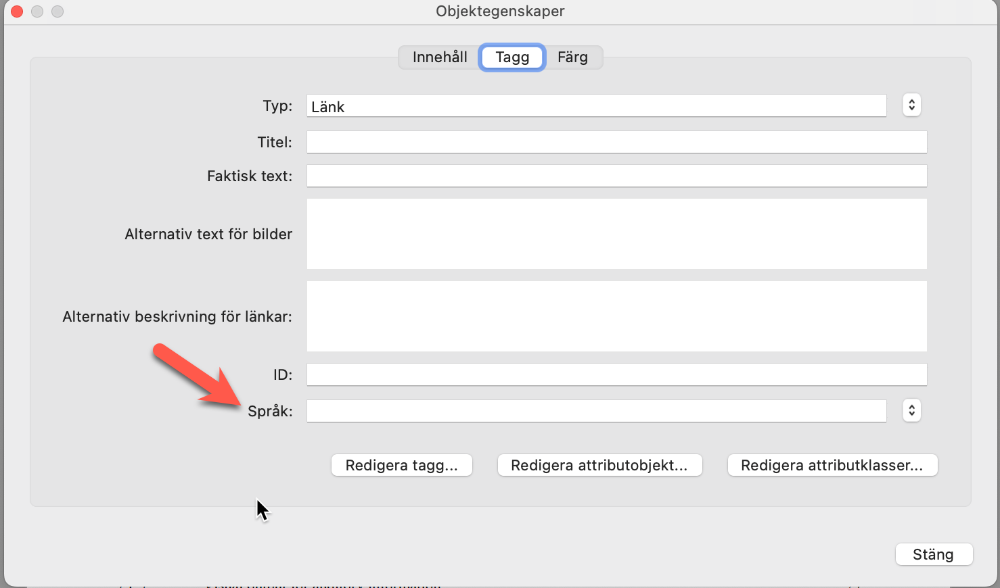 Objektegenskaper
Innehåll Tagg Färg
Typ: Länk
Titel:
Faktisk text:
Alternativ text för bilder
Alternativ beskrivning för länkar:
ID:
Språk:
Redigera tagg... Redigera attributobjekt... Redigera attributklasser...
Stäng